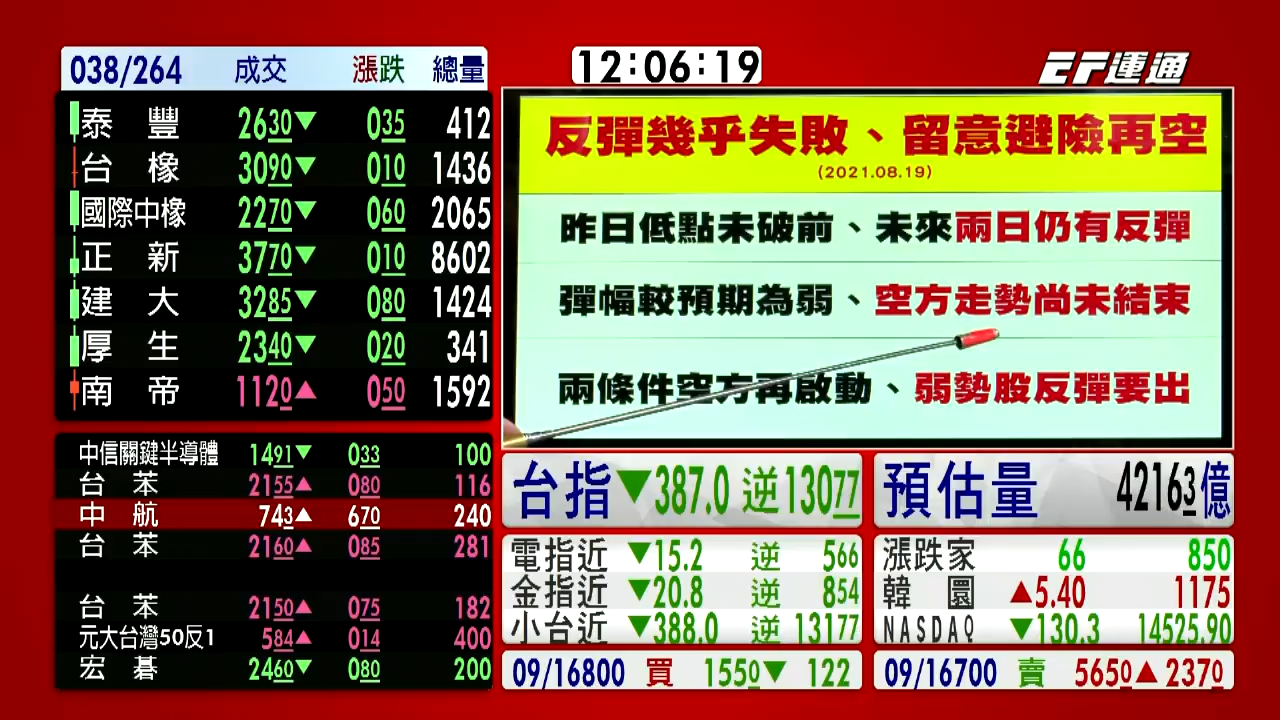 038/264 成交 漲跌 總量
12:06:19
EF運通
泰豐 2630▼ 035 412
台橡 3090▼ 010 1436
國際中橡 2270▼ 060 2065
正新 3770▼ 010 8602
建大 3285▼ 080 1424
厚生 2340▼ 020 341
南帝 1120▲ 050 1592
反彈幾乎失敗、留意避險再空
(2021.08.19)
昨日低點未破前、未來兩日仍有反彈
彈幅較預期為弱、空方走勢尚未結束
兩條件空方再啟動、弱勢股反彈要出
中信關鍵半導體 1491▼ 033 100
台苯 2155▲ 080 116
中航 743▲ 670 240
台苯 2160▲ 085 281
台苯 2150▲ 075 182
元大台灣50反1 584▲ 014 400
宏碁 2460▼ 080 200
台指▼387.0 逆13077
預估量 42163億
電指近 ▼15.2 逆 566
金指近 ▼20.8 逆 854
小台近 ▼388.0 逆 13177
漲跌家 66 850
韓圜 ▲5.40 1175
NASDAQ ▼130.3 14525.90
09/16800 買 1550▼ 122
09/16700 賣 5650▲ 2370